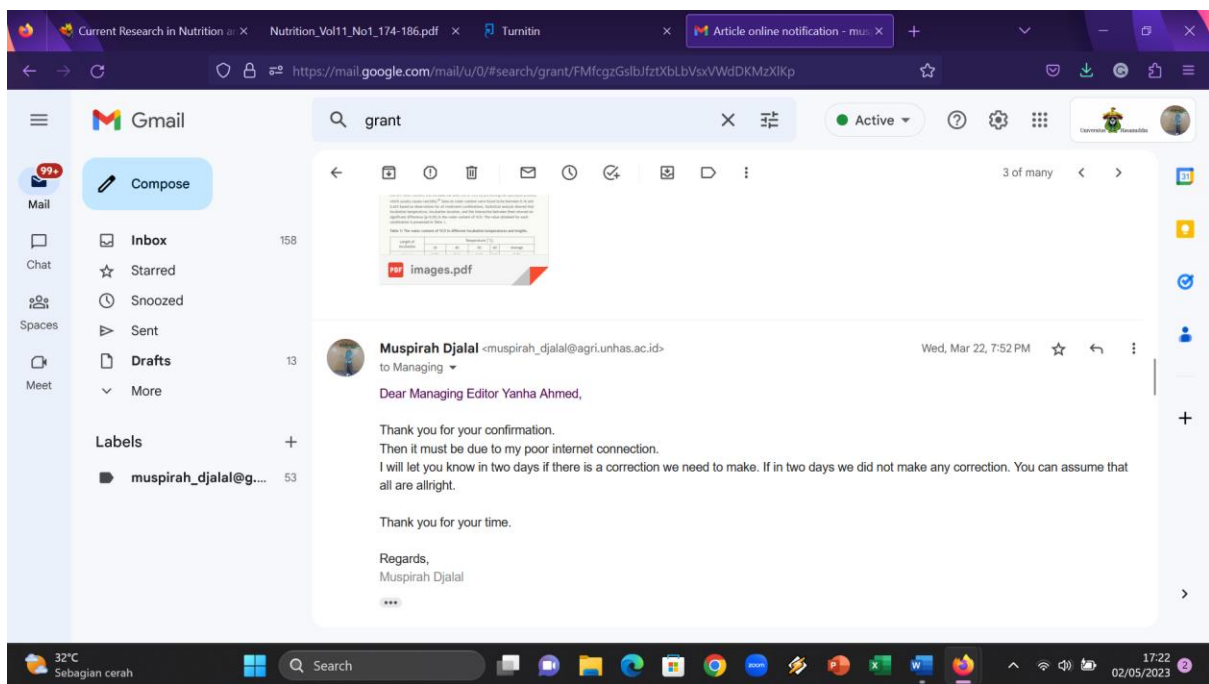 Current Research in Nutrition a
Nutrition_Vol11_No1_174-186.pdf
Turnitin
Article online notification - mus
https://mail.google.com/mail/u/0/#search/grant/FMfcgzGslbJfztXbLbVsxVWdDKMzXlKp
Gmail
grant
Active
99+
Mail
Chat
Spaces
Meet
Compose
Inbox 158
Starred
Snoozed
Sent
Drafts 13
More
Labels +
muspirah_djalal@g.... 53
3 of many
31
PDF images.pdf
Muspirah Djalal <muspirah_djalal@agri.unhas.ac.id> Wed, Mar 22, 7:52 PM
to Managing
Dear Managing Editor Yanha Ahmed,
Thank you for your confirmation.
Then it must be due to my poor internet connection.
I will let you know in two days if there is a correction we need to make. If in two days we did not make any correction. You can assume that
all are allright.
Thank you for your time.
Regards,
Muspirah Djalal
32°C
Sebagian cerah
Search
zoom
17:22
02/05/2023
2